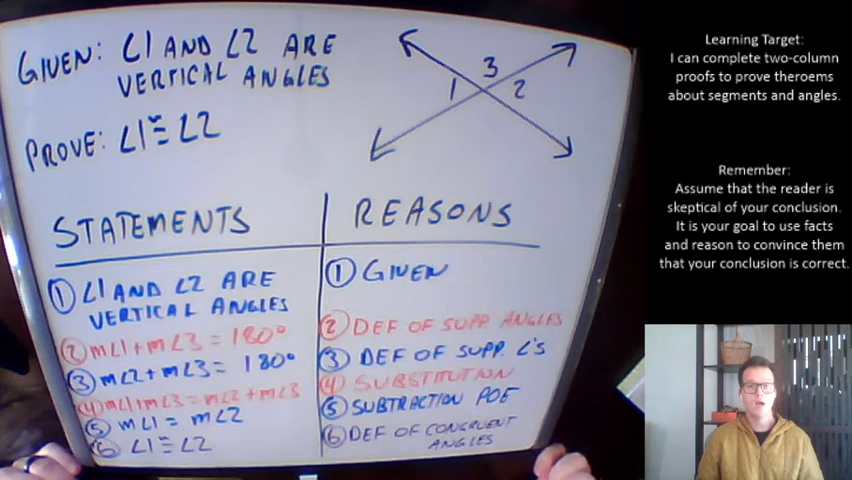 GIVEN: ∠1 AND ∠2 ARE
VERTICAL ANGLES
PROVE: ∠1 ≅ ∠2
3
1
2
STATEMENTS
REASONS
① ∠1 AND ∠2 ARE
VERTICAL ANGLES
① GIVEN
② m∠1 + m∠3 = 180°
② DEF OF SUPP ANGLES
③ m∠2 + m∠3 = 180°
③ DEF OF SUPP. ∠'S
④ m∠1 + m∠3 = m∠2 + m∠3
④ SUBSTITUTION
⑤ m∠1 = m∠2
⑤ SUBTRACTION POE
⑥ ∠1 ≅ ∠2
⑥ DEF OF CONGRUENT
ANGLES
Learning Target:
I can complete two-column
proofs to prove theroems
about segments and angles.
Remember:
Assume that the reader is
skeptical of your conclusion.
It is your goal to use facts
and reason to convince them
that your conclusion is correct.